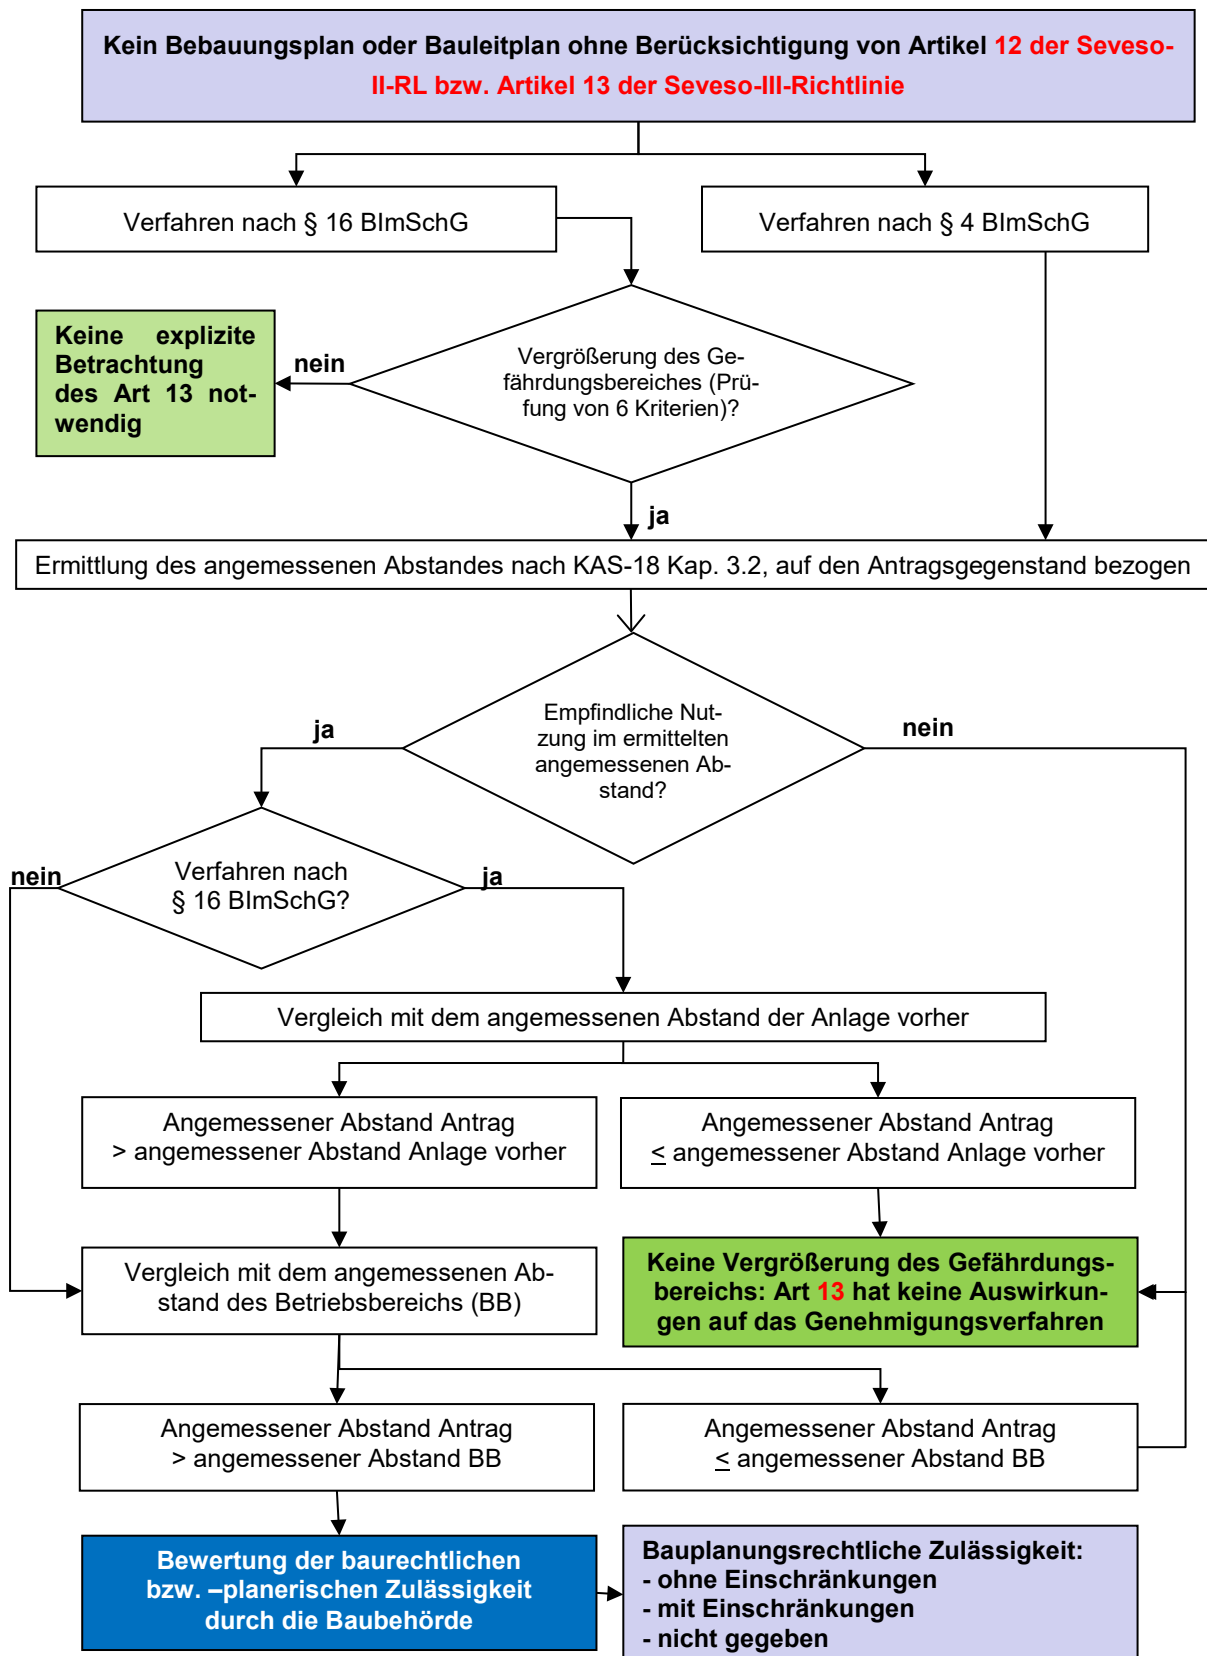 Kein Bebauungsplan oder Bauleitplan ohne Berücksichtigung von Artikel 12 der Seveso-
II-RL bzw. Artikel 13 der Seveso-III-Richtlinie
Verfahren nach § 16 BImSchG
Verfahren nach § 4 BImSchG
Vergrößerung des Ge-
fährdungsbereiches (Prü-
fung von 6 Kriterien)?
nein
Keine explizite
Betrachtung
des Art 13 not-
wendig
ja
Ermittlung des angemessenen Abstandes nach KAS-18 Kap. 3.2, auf den Antragsgegenstand bezogen
Empfindliche Nut-
zung im ermittelten
angemessenen Ab-
stand?
ja
nein
Verfahren nach
§ 16 BImSchG?
nein
ja
Vergleich mit dem angemessenen Abstand der Anlage vorher
Angemessener Abstand Antrag
> angemessener Abstand Anlage vorher
Angemessener Abstand Antrag
≤ angemessener Abstand Anlage vorher
Vergleich mit dem angemessenen Ab-
stand des Betriebsbereichs (BB)
Keine Vergrößerung des Gefährdungs-
bereichs: Art 13 hat keine Auswirkun-
gen auf das Genehmigungsverfahren
Angemessener Abstand Antrag
> angemessener Abstand BB
Angemessener Abstand Antrag
≤ angemessener Abstand BB
Bewertung der baurechtlichen
bzw. –planerischen Zulässigkeit
durch die Baubehörde
Bauplanungsrechtliche Zulässigkeit:
- ohne Einschränkungen
- mit Einschränkungen
- nicht gegeben